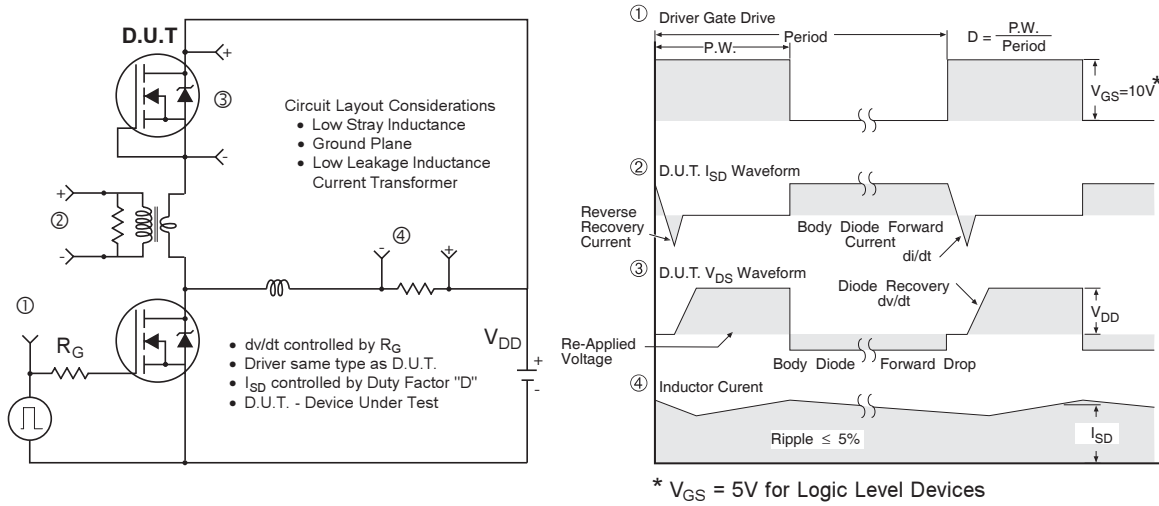 D.U.T
+
③
-
Circuit Layout Considerations
• Low Stray Inductance
• Ground Plane
• Low Leakage Inductance
Current Transformer
+
②
-
④
- +
①
R_G
V_DD
+
-
• dv/dt controlled by R_G
• Driver same type as D.U.T.
• I_SD controlled by Duty Factor "D"
• D.U.T. - Device Under Test
① Driver Gate Drive
P.W.
Period
D = P.W. / Period
V_GS=10V*
② D.U.T. I_SD Waveform
Reverse
Recovery
Current
Body Diode Forward
Current
di/dt
③ D.U.T. V_DS Waveform
Diode Recovery
dv/dt
V_DD
Re-Applied
Voltage
Body Diode Forward Drop
④ Inductor Curent
Ripple ≤ 5%
I_SD
* V_GS = 5V for Logic Level Devices